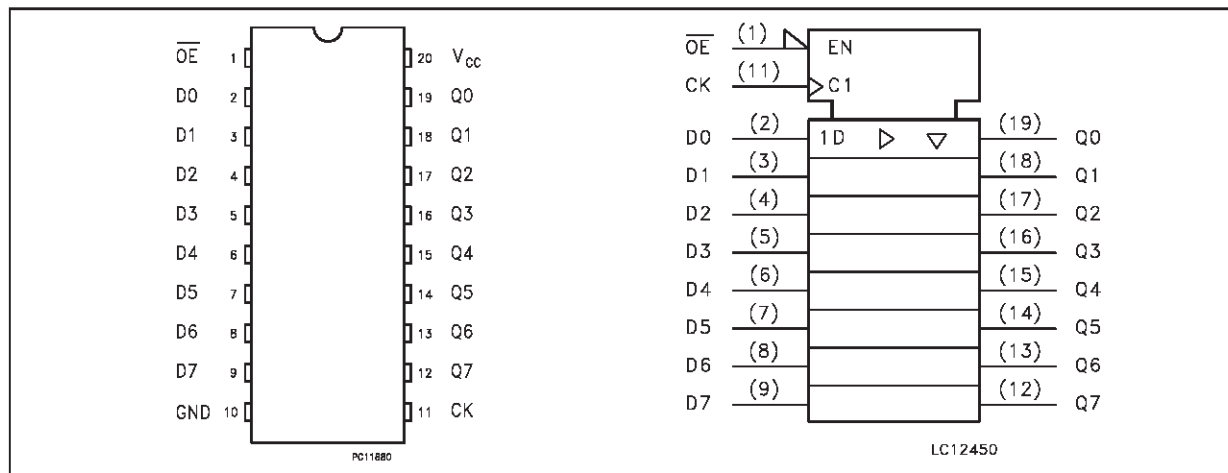 OE 1 20 VCC
D0 2 19 Q0
D1 3 18 Q1
D2 4 17 Q2
D3 5 16 Q3
D4 6 15 Q4
D5 7 14 Q5
D6 8 13 Q6
D7 9 12 Q7
GND 10 11 CK
PC11880
OE (1) EN
CK (11) C1
D0 (2) 1D (19) Q0
D1 (3) (18) Q1
D2 (4) (17) Q2
D3 (5) (16) Q3
D4 (6) (15) Q4
D5 (7) (14) Q5
D6 (8) (13) Q6
D7 (9) (12) Q7
LC12450